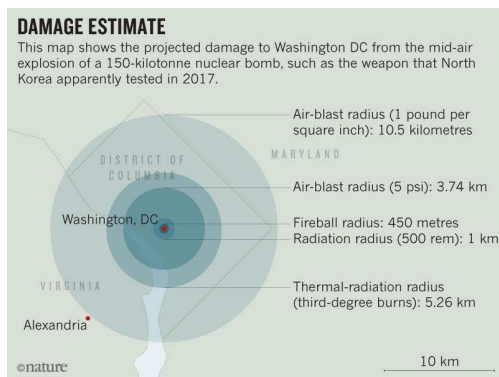 DAMAGE ESTIMATE
This map shows the projected damage to Washington DC from the mid-air
explosion of a 150-kilotonne nuclear bomb, such as the weapon that North
Korea apparently tested in 2017.
Air-blast radius (1 pound per
square inch): 10.5 kilometres
MARYLAND
DISTRICT OF
COLUMBIA
Air-blast radius (5 psi): 3.74 km
Washington, DC
Fireball radius: 450 metres
Radiation radius (500 rem): 1 km
VIRGINIA
Thermal-radiation radius
(third-degree burns): 5.26 km
Alexandria
10 km
©nature